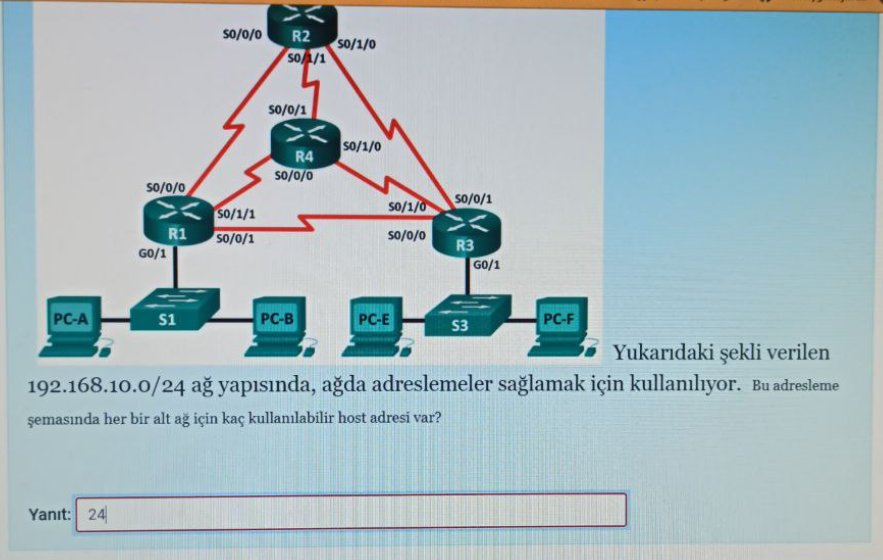 S0/0/0
R2
S0/1/0
S0/1/1
S0/0/1
R4
S0/1/0
S0/0/0
S0/0/0
S0/1/1
S0/1/0
S0/0/1
R1
S0/0/1
S0/0/0
R3
G0/1
G0/1
PC-A
S1
PC-B
PC-E
S3
PC-F
Yukarıdaki şekli verilen
192.168.10.0/24 ağ yapısında, ağda adreslemeler sağlamak için kullanılıyor. Bu adresleme
şemasında her bir alt ağ için kaç kullanılabilir host adresi var?
Yanıt: 24